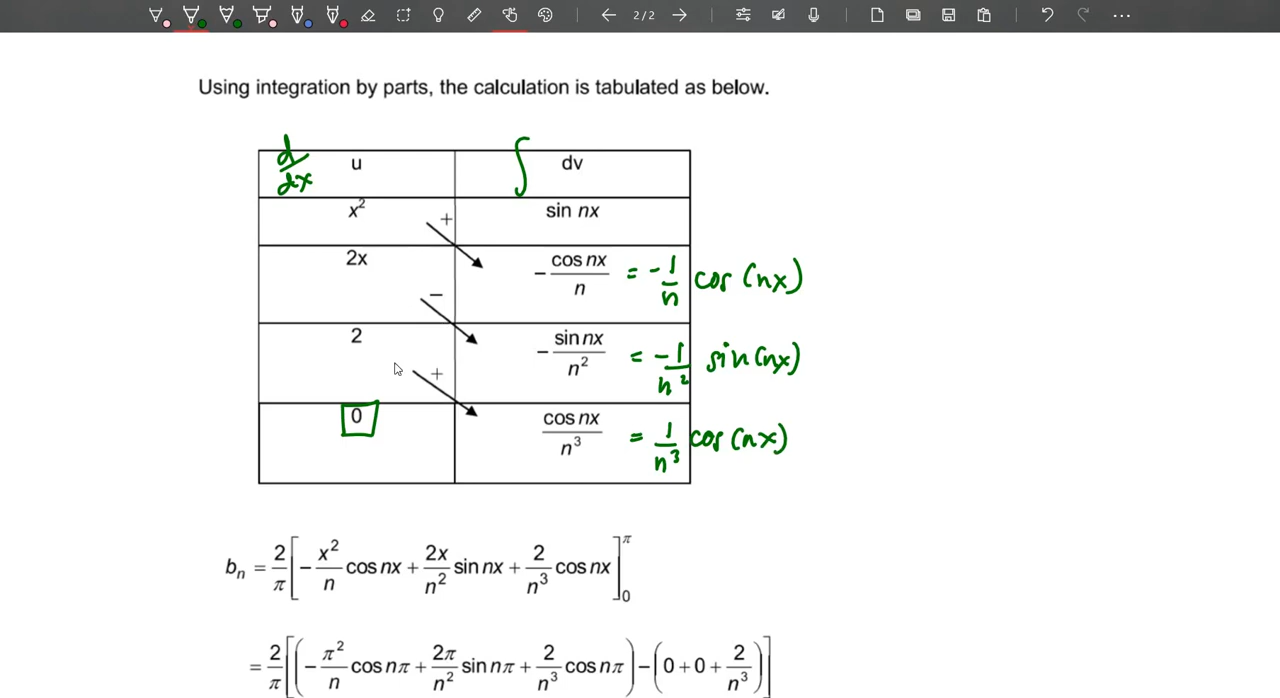 2/2
Using integration by parts, the calculation is tabulated as below.
d/dx u ∫ dv
x² + sin nx
2x − −cos nx/n = −1/n cos (nx)
2 + −sin nx/n² = −1/n² sin(nx)
0 cos nx/n³ = 1/n³ cos (nx)
bₙ = 2/π [−x²/n cos nx + 2x/n² sin nx + 2/n³ cos nx]₀^π
= 2/π [(−π²/n cos nπ + 2π/n² sin nπ + 2/n³ cos nπ) − (0 + 0 + 2/n³)]